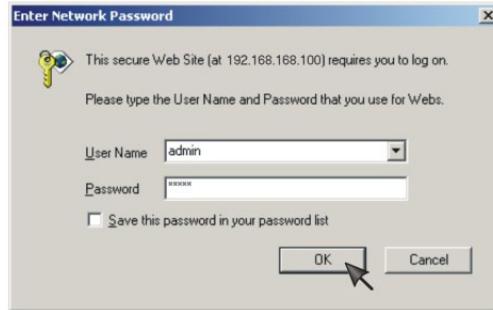 Enter Network Password
This secure Web Site (at 192.168.168.100) requires you to log on.
Please type the User Name and Password that you use for Webs.
User Name admin
Password xxxxx
Save this password in your password list
OK Cancel